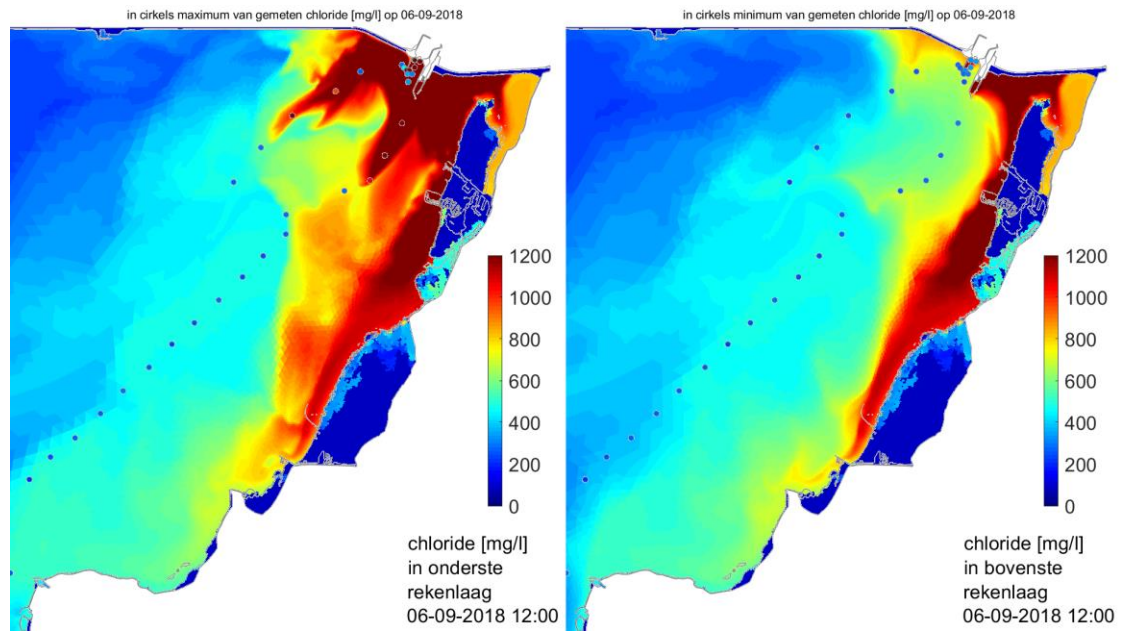 in cirkels maximum van gemeten chloride [mg/l] op 06-09-2018
1200
1000
800
600
400
200
0
chloride [mg/l]
in onderste
rekenlaag
06-09-2018 12:00
in cirkels minimum van gemeten chloride [mg/l] op 06-09-2018
1200
1000
800
600
400
200
0
chloride [mg/l]
in bovenste
rekenlaag
06-09-2018 12:00